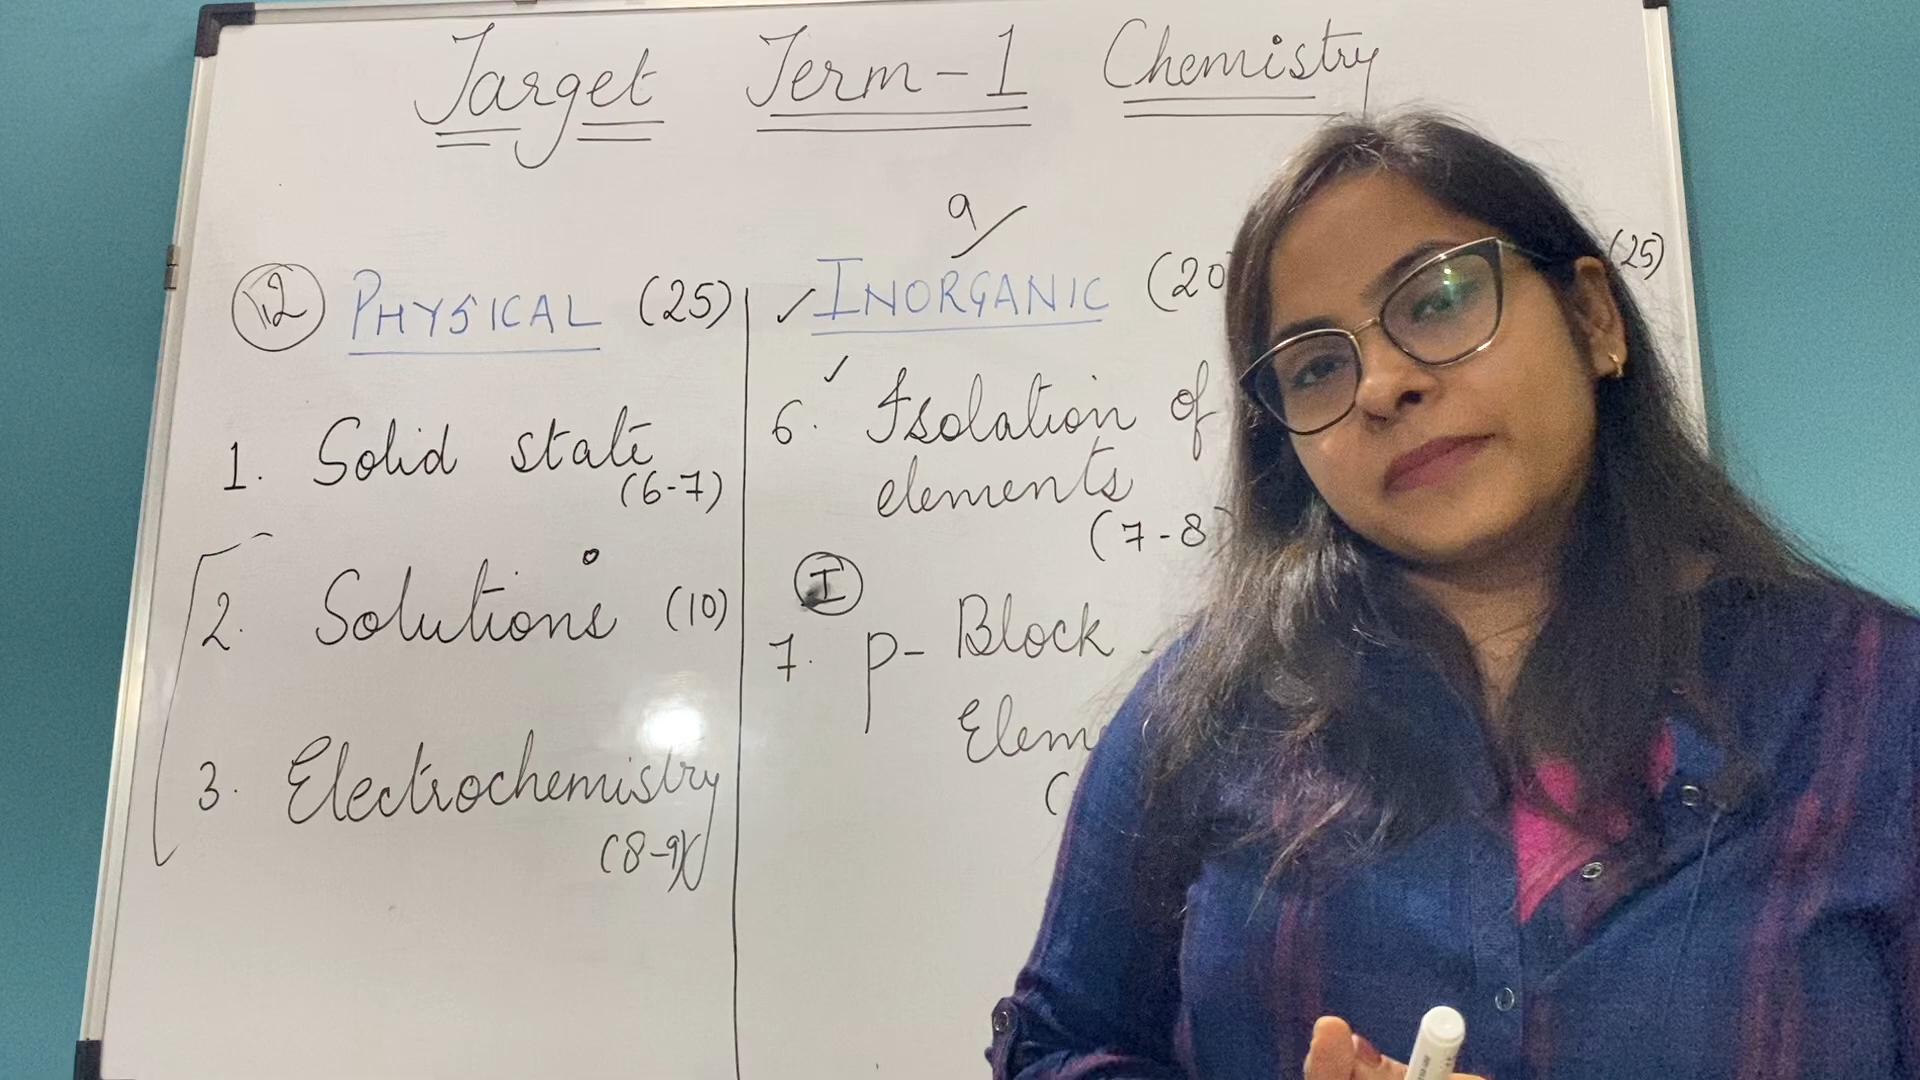 Target Term-1 Chemistry
9
12 PHYSICAL (25)
1. Solid state
(6-7)
2. Solutions (10)
3. Electrochemistry
(8-9)
INORGANIC (20
6. Isolation of
elements
(7-8
I
7. p-Block -
Elem
(
(25)